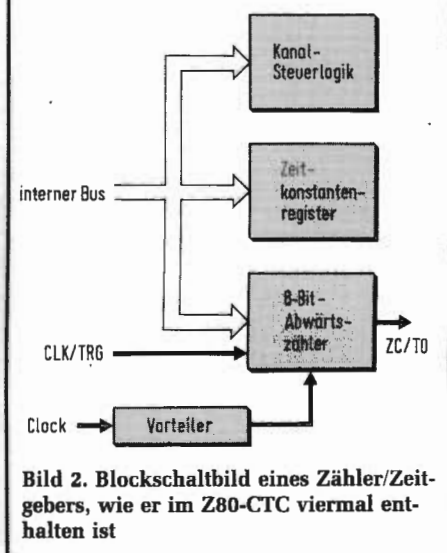 Kanal-
Steuerlogik
Zeit-
konstanten-
register
interner Bus
8-Bit-
Abwärts-
zähler
CLK/TRG
ZC/TO
Clock
Vorteiler
Bild 2. Blockschaltbild eines Zähler/Zeit-
gebers, wie er im Z80-CTC viermal ent-
halten ist